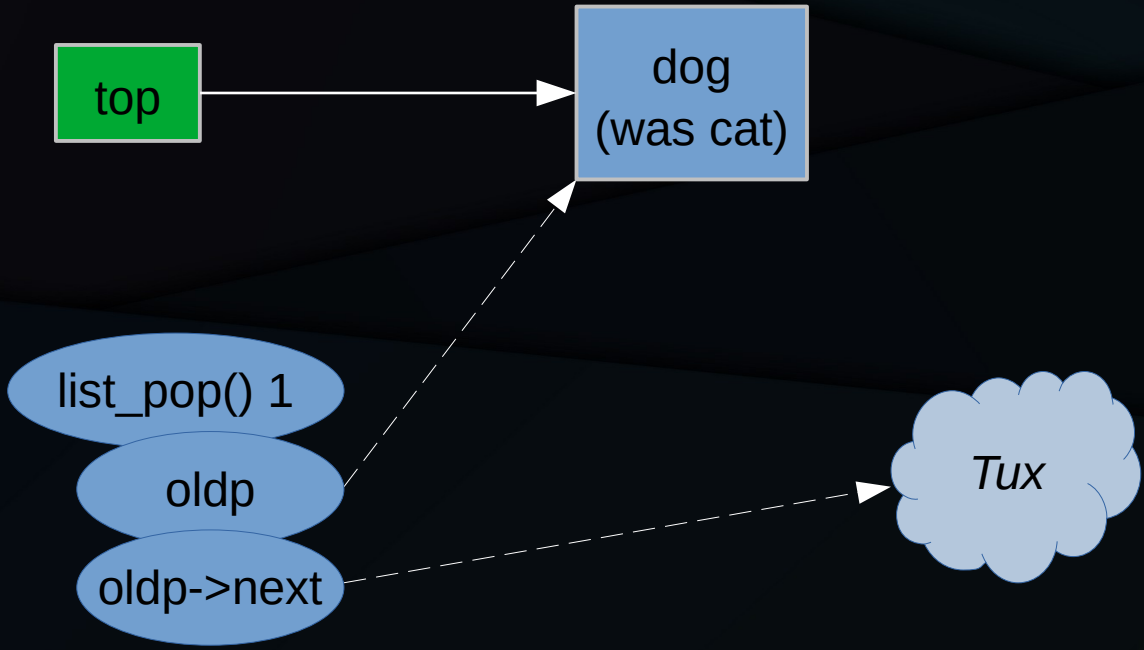 top
dog
(was cat)
list_pop() 1
oldp
Tux
oldp->next